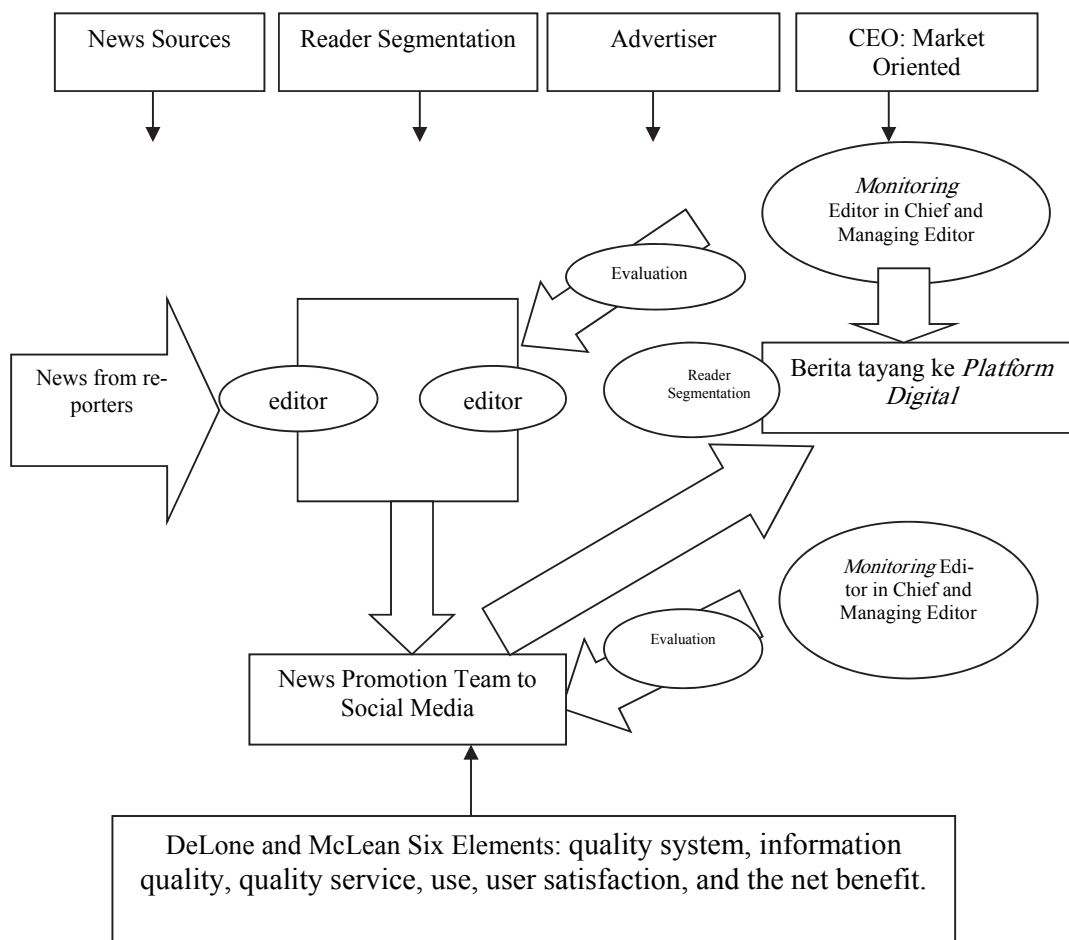 News Sources
Reader Segmentation
Advertiser
CEO: Market
Oriented
Monitoring
Editor in Chief and
Managing Editor
Evaluation
News from re-
porters
editor
editor
Reader
Segmentation
Berita tayang ke Platform
Digital
Monitoring Edi-
tor in Chief and
Managing Editor
Evaluation
News Promotion Team to
Social Media
DeLone and McLean Six Elements: quality system, information
quality, quality service, use, user satisfaction, and the net benefit.